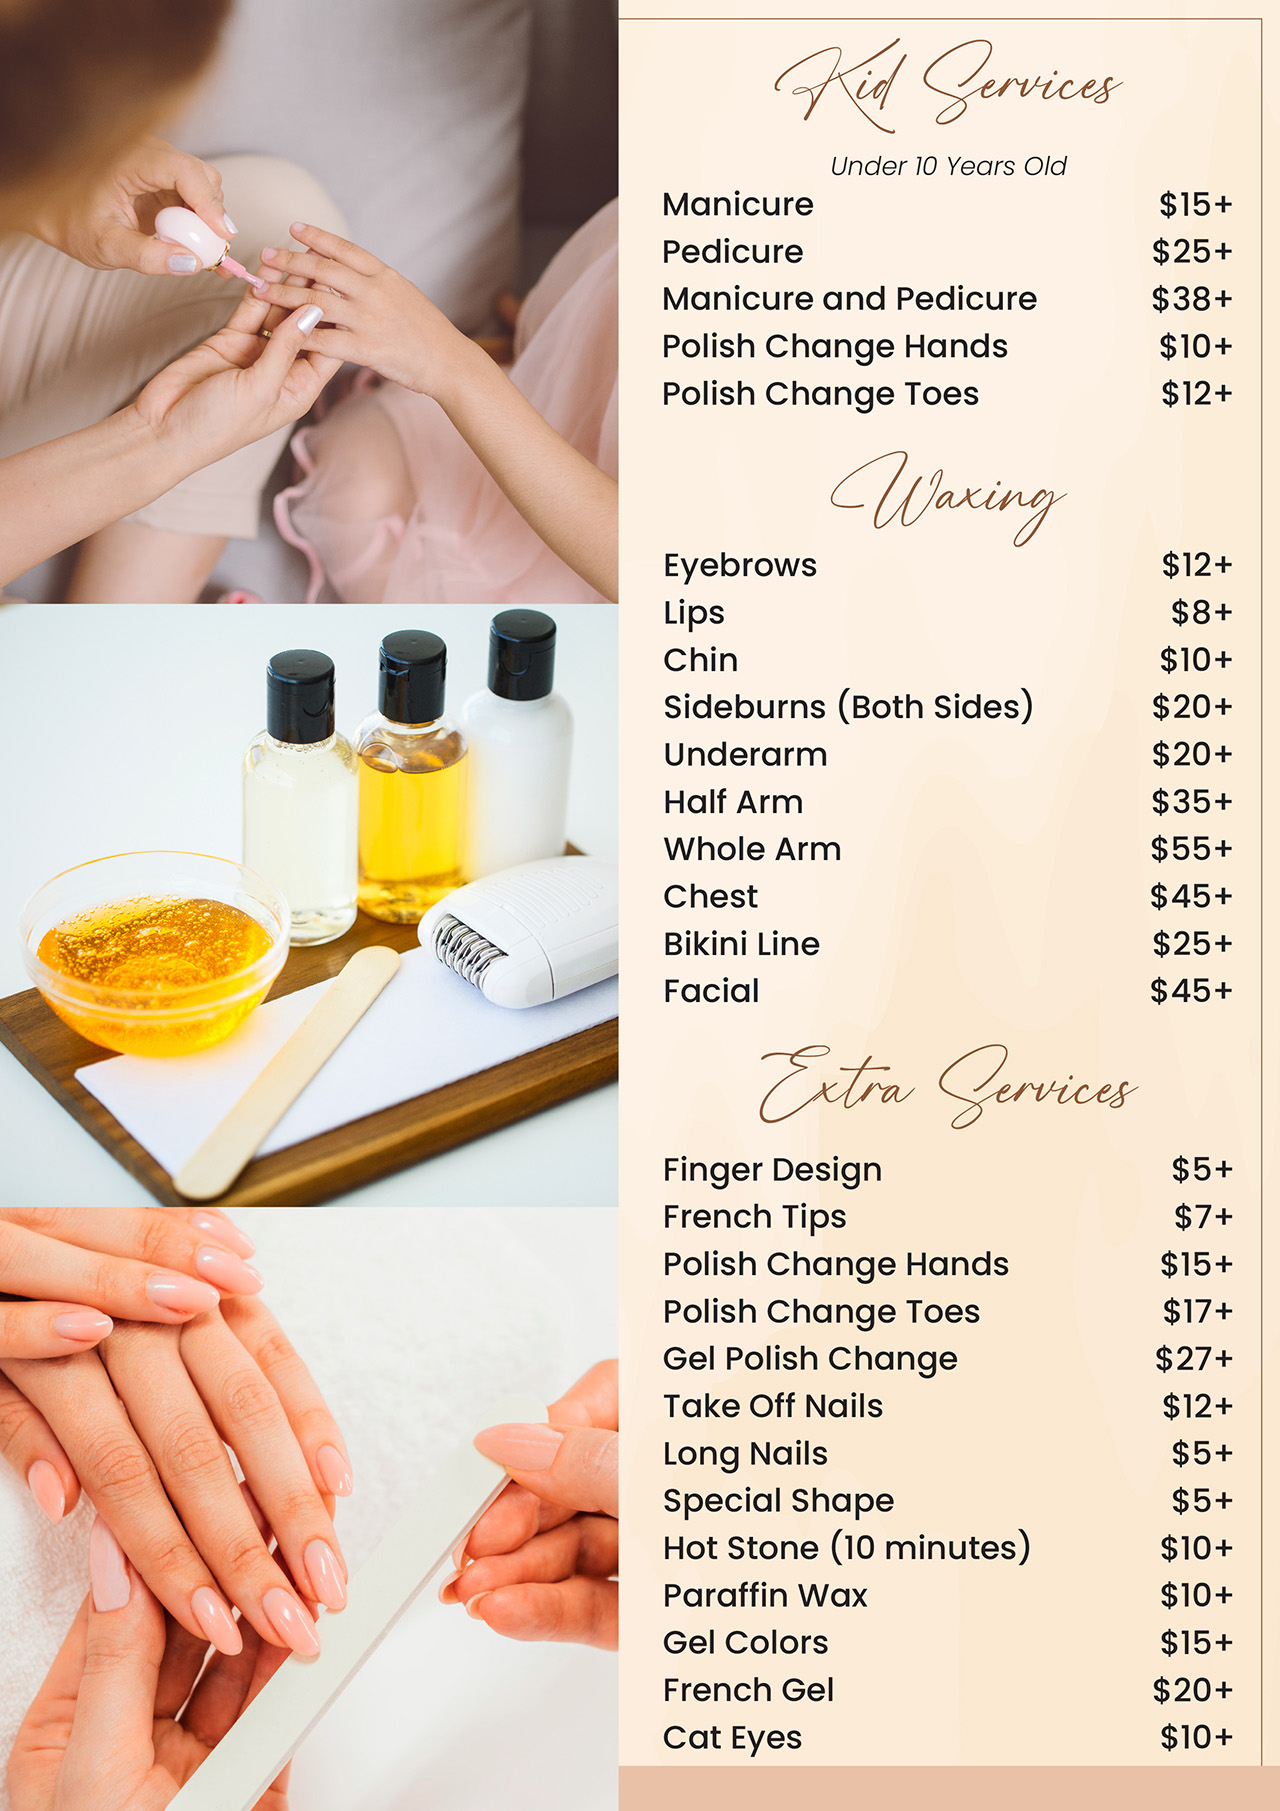 Kid Services
Under 10 Years Old
Manicure $15+
Pedicure $25+
Manicure and Pedicure $38+
Polish Change Hands $10+
Polish Change Toes $12+
Waxing
Eyebrows $12+
Lips $8+
Chin $10+
Sideburns (Both Sides) $20+
Underarm $20+
Half Arm $35+
Whole Arm $55+
Chest $45+
Bikini Line $25+
Facial $45+
Extra Services
Finger Design $5+
French Tips $7+
Polish Change Hands $15+
Polish Change Toes $17+
Gel Polish Change $27+
Take Off Nails $12+
Long Nails $5+
Special Shape $5+
Hot Stone (10 minutes) $10+
Paraffin Wax $10+
Gel Colors $15+
French Gel $20+
Cat Eyes $10+